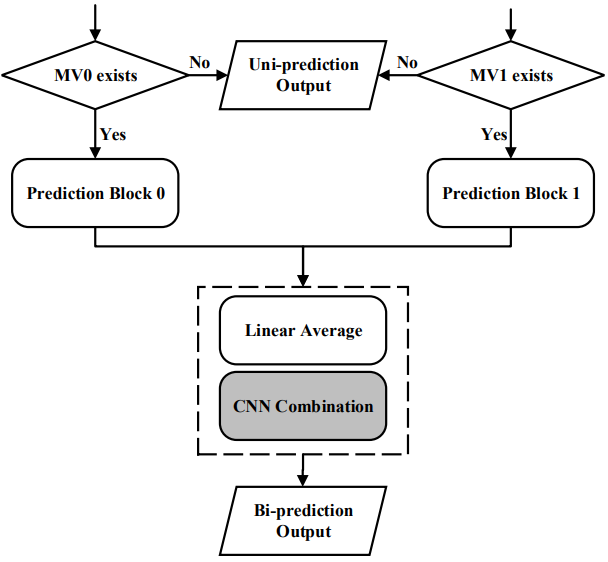 MV0 exists
No
Uni-prediction
Output
No
MV1 exists
Yes
Yes
Prediction Block 0
Prediction Block 1
Linear Average
CNN Combination
Bi-prediction
Output